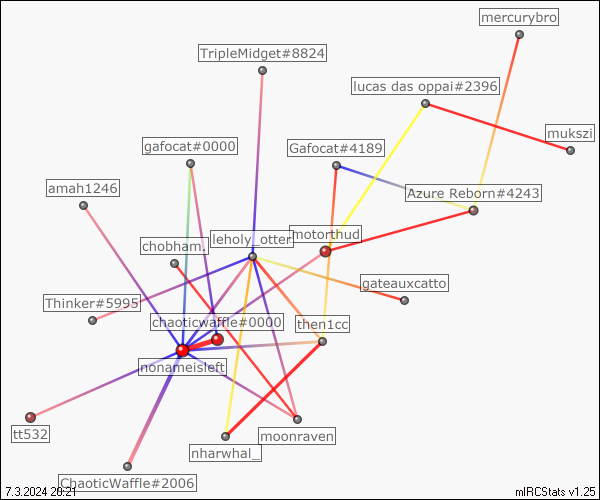 mercurybro
TripleMidget#8824
lucas das oppai#2396
mukszi
gafocat#0000
Gafocat#4189
amah1246
Azure Reborn#4243
leholy_otter
motorthud
chobham.
gateauxcatto
Thinker#5995
chaoticwaffle#0000
then1cc
nonameisleft
tt532
moonraven
nharwhal_
ChaoticWaffle#2006
7.3.2024 20:21
mIRCStats v1.25